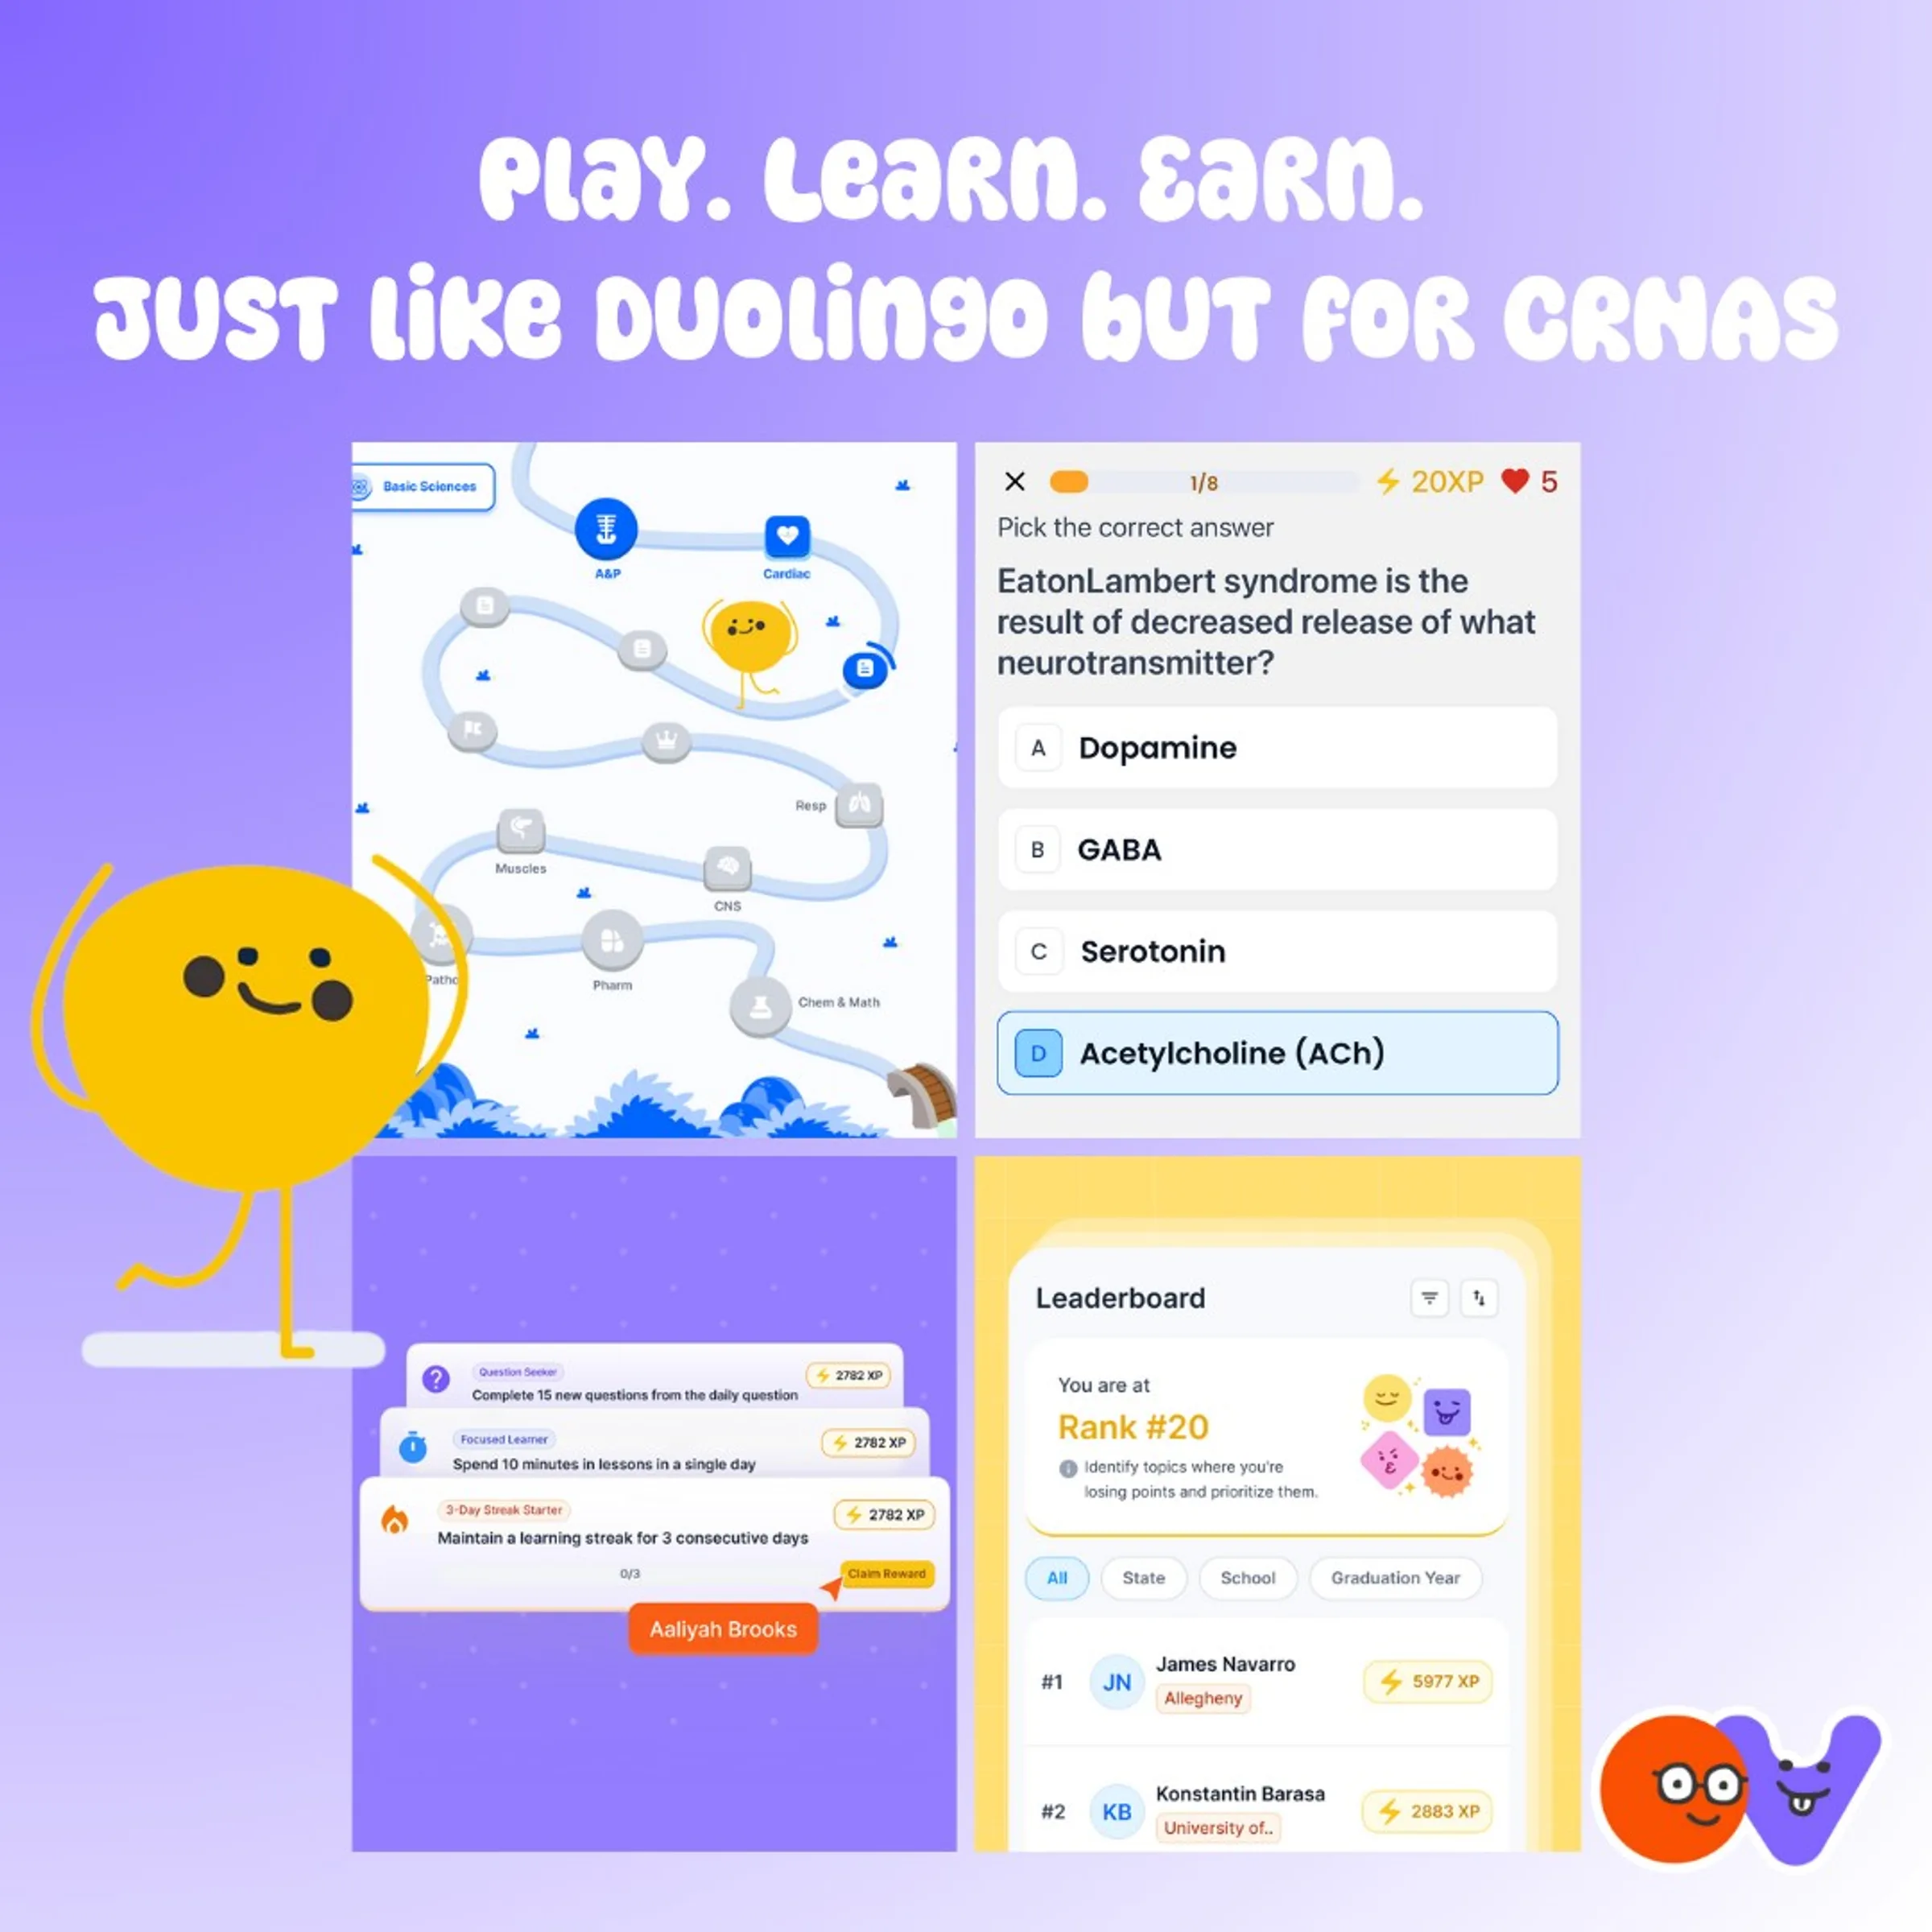 Play. Learn. Earn.
Just like Duolingo but for CRNAs
Basic Sciences
A&P
Cardiac
Resp
Muscles
CNS
Patho
Pharm
Chem & Math
1/8
20XP
5
Pick the correct answer
EatonLambert syndrome is the
result of decreased release of what
neurotransmitter?
A Dopamine
B GABA
C Serotonin
D Acetylcholine (ACh)
Question Seeker
2782 XP
Complete 15 new questions from the daily question
Focused Learner
2782 XP
Spend 10 minutes in lessons in a single day
3-Day Streak Starter
2782 XP
Maintain a learning streak for 3 consecutive days
0/3
Claim Reward
Aaliyah Brooks
Leaderboard
You are at
Rank #20
Identify topics where you're
losing points and prioritize them.
All State School Graduation Year
#1 JN James Navarro 5977 XP
Allegheny
#2 KB Konstantin Barasa 2883 XP
University of..